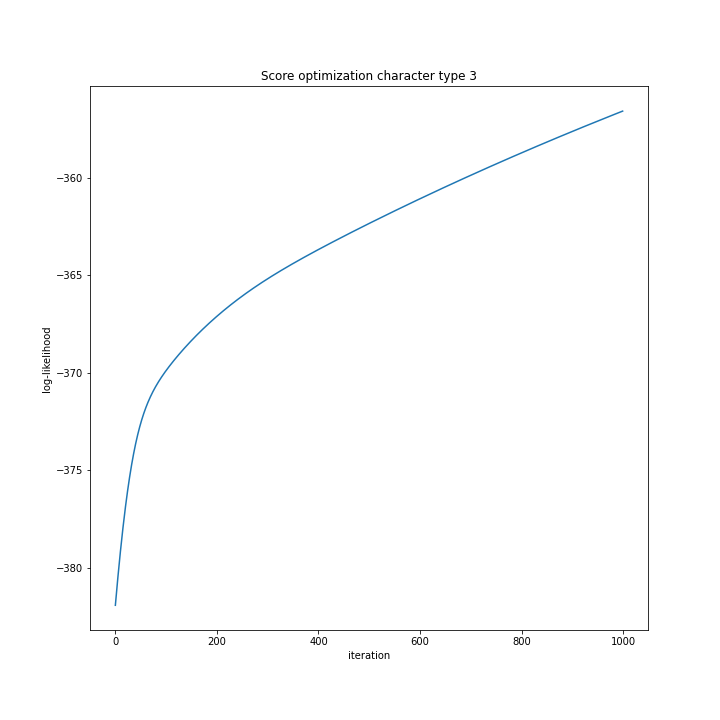 Score optimization character type 3
log-likelihood
−360
−365
−370
−375
−380
0 200 400 600 800 1000
iteration